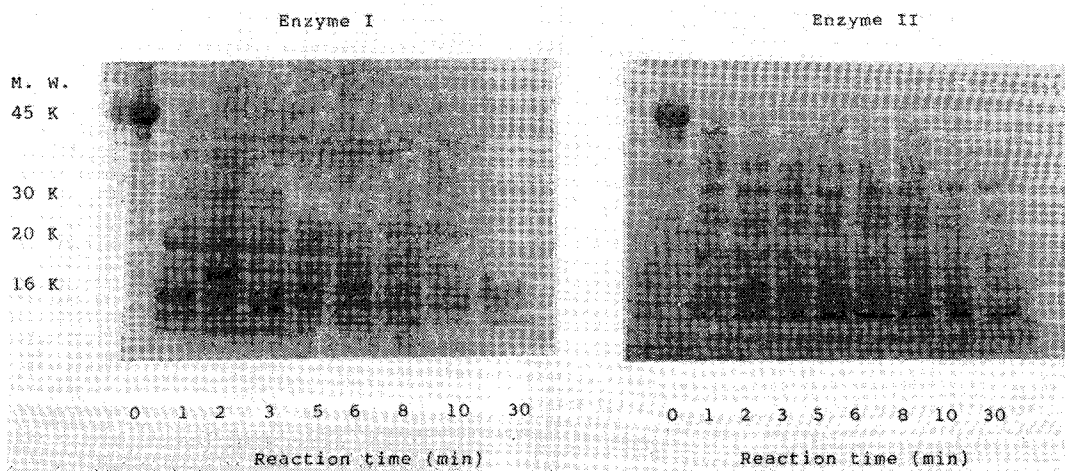 Enzyme I
Enzyme II
M. W.
45 K
30 K
20 K
16 K
0 1 2 3 5 6 8 10 30
0 1 2 3 5 6 8 10 30
Reaction time (min)
Reaction time (min)